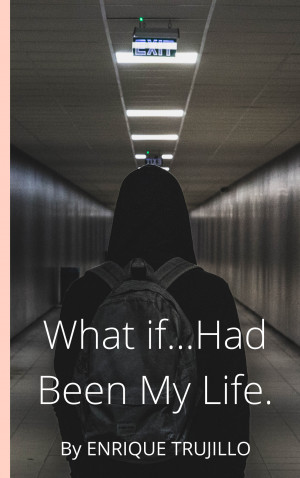 EXIT
What if...Had
Been My Life.
By ENRIQUE TRUJILLO